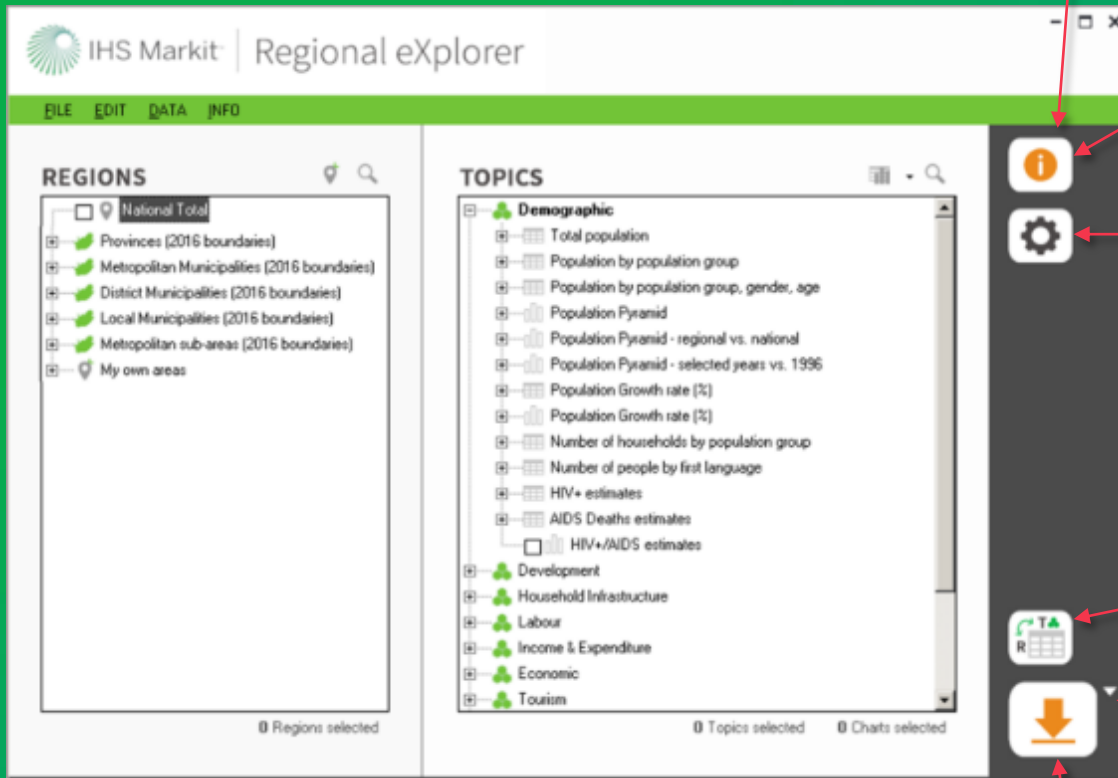 IHS Markit | Regional eXplorer
FILE EDIT DATA INFO
REGIONS
National Total
Provinces (2016 boundaries)
Metropolitan Municipalities (2016 boundaries)
District Municipalities (2016 boundaries)
Local Municipalities (2016 boundaries)
Metropolitan sub-areas (2016 boundaries)
My own areas
0 Regions selected
TOPICS
Demographic
Total population
Population by population group
Population by population group, gender, age
Population Pyramid
Population Pyramid - regional vs. national
Population Pyramid - selected years vs. 1996
Population Growth rate (%)
Population Growth rate (%)
Number of households by population group
Number of people by first language
HIV+ estimates
AIDS Deaths estimates
HIV+/AIDS estimates
Development
Household Infrastructure
Labour
Income & Expenditure
Economic
Tourism
0 Topics selected 0 Charts selected
i
T
R